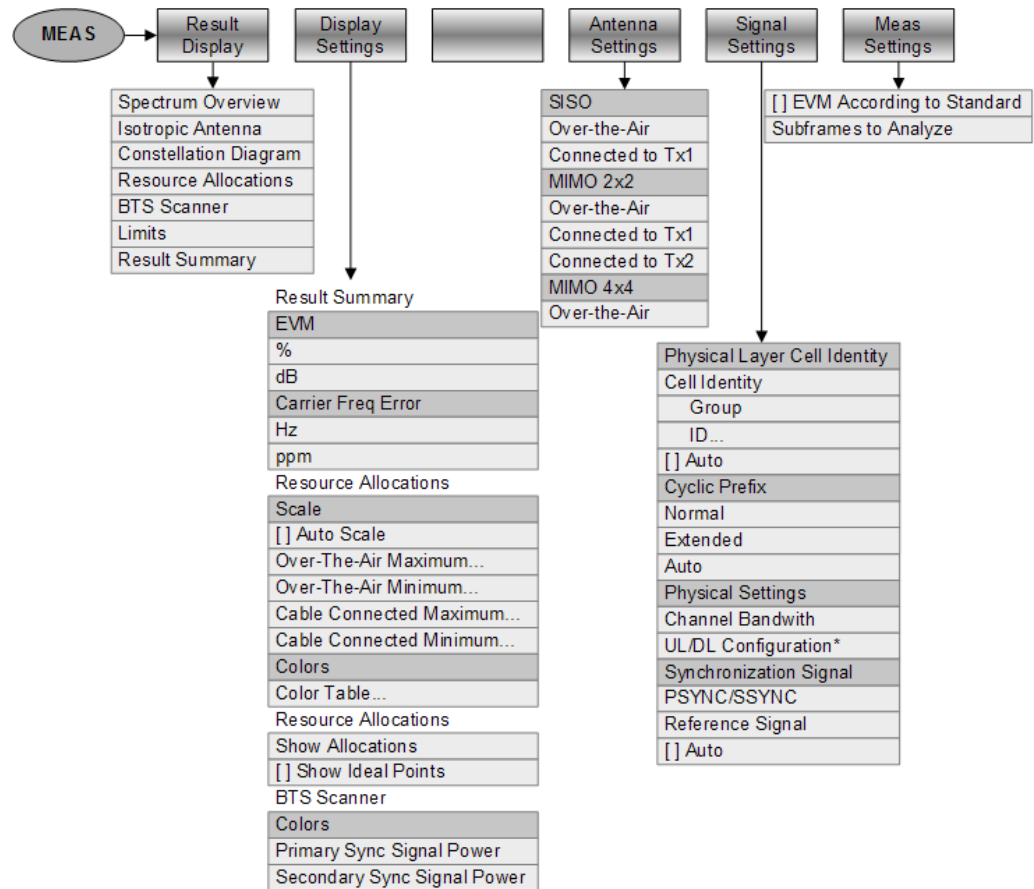 MEAS
Result
Display
Display
Settings
Antenna
Settings
Signal
Settings
Meas
Settings
Spectrum Overview
Isotropic Antenna
Constellation Diagram
Resource Allocations
BTS Scanner
Limits
Result Summary
Result Summary
EVM
%
dB
Carrier Freq Error
Hz
ppm
Resource Allocations
Scale
[ ] Auto Scale
Over-The-Air Maximum...
Over-The-Air Minimum...
Cable Connected Maximum...
Cable Connected Minimum...
Colors
Color Table...
Resource Allocations
Show Allocations
[ ] Show Ideal Points
BTS Scanner
Colors
Primary Sync Signal Power
Secondary Sync Signal Power
SISO
Over-the-Air
Connected to Tx1
MIMO 2x2
Over-the-Air
Connected to Tx1
Connected to Tx2
MIMO 4x4
Over-the-Air
Physical Layer Cell Identity
Cell Identity
Group
ID...
[ ] Auto
Cyclic Prefix
Normal
Extended
Auto
Physical Settings
Channel Bandwith
UL/DL Configuration*
Synchronization Signal
PSYNC/SSYNC
Reference Signal
[ ] Auto
[ ] EVM According to Standard
Subframes to Analyze